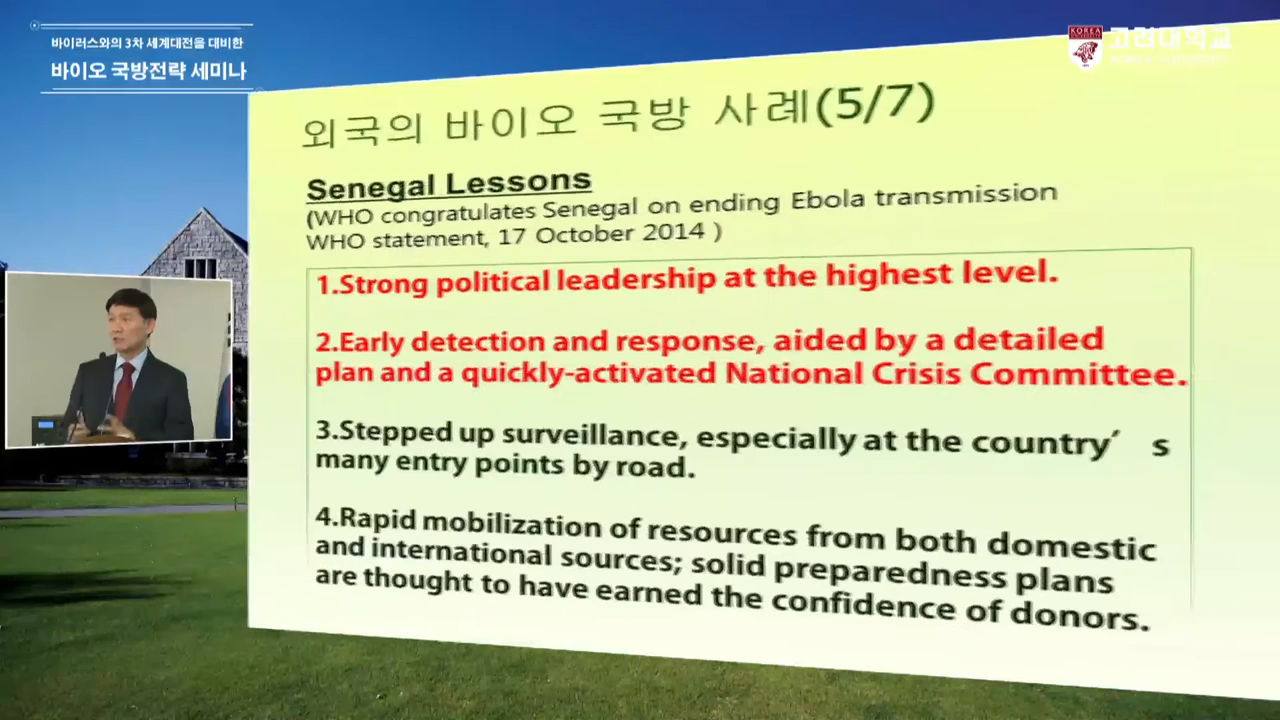 바이러스와의 3차 세계대전을 대비한
바이오 국방전략 세미나
KOREA
고려대학교
외국의 바이오 국방 사례(5/7)
Senegal Lessons
(WHO congratulates Senegal on ending Ebola transmission
WHO statement, 17 October 2014 )
1.Strong political leadership at the highest level.
2.Early detection and response, aided by a detailed
plan and a quickly-activated National Crisis Committee.
3.Stepped up surveillance, especially at the country′ s
many entry points by road.
4.Rapid mobilization of resources from both domestic
and international sources; solid preparedness plans
are thought to have earned the confidence of donors.